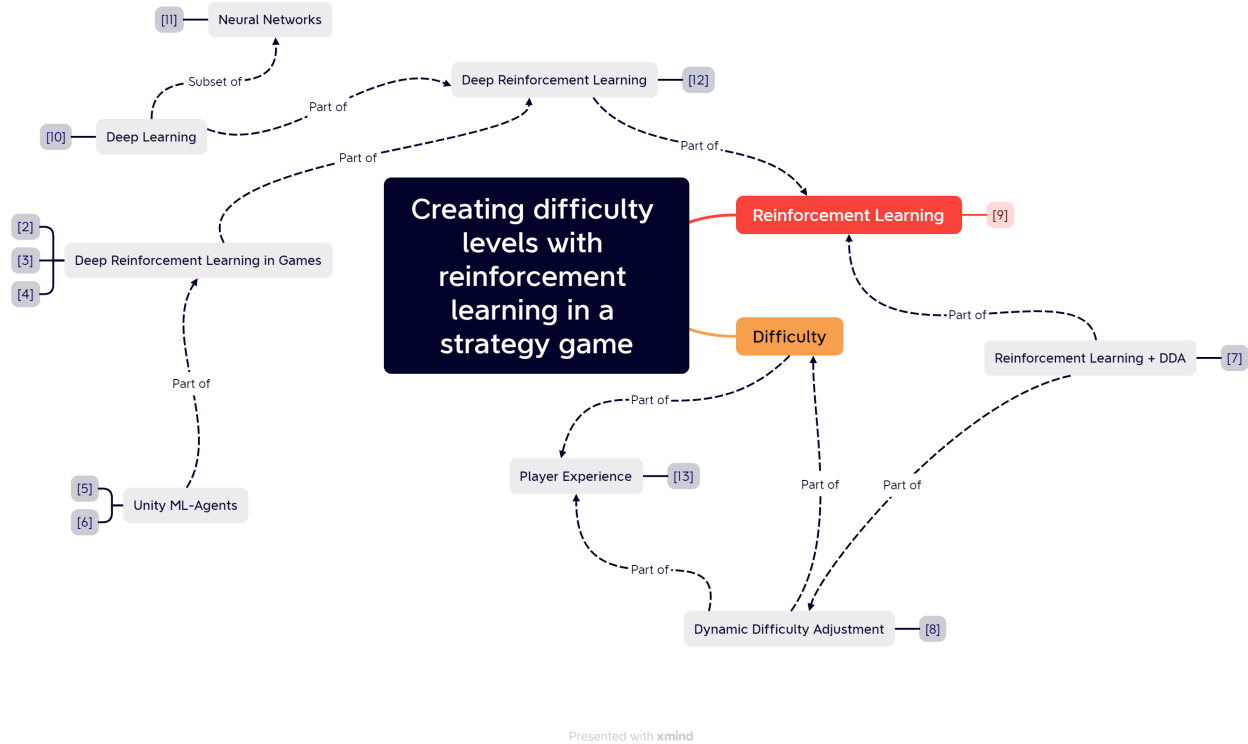 [11]
Neural Networks
Subset of
Deep Reinforcement Learning
[12]
Part of
[10]
Deep Learning
Part of
Part of
Creating difficulty
levels with
reinforcement
learning in a
strategy game
Reinforcement Learning
[9]
[2]
[3]
[4]
Deep Reinforcement Learning in Games
Part of
Difficulty
Reinforcement Learning + DDA
[7]
Part of
Part of
Player Experience
[13]
Part of
Part of
[5]
[6]
Unity ML-Agents
Part of
Dynamic Difficulty Adjustment
[8]
Presented with xmind